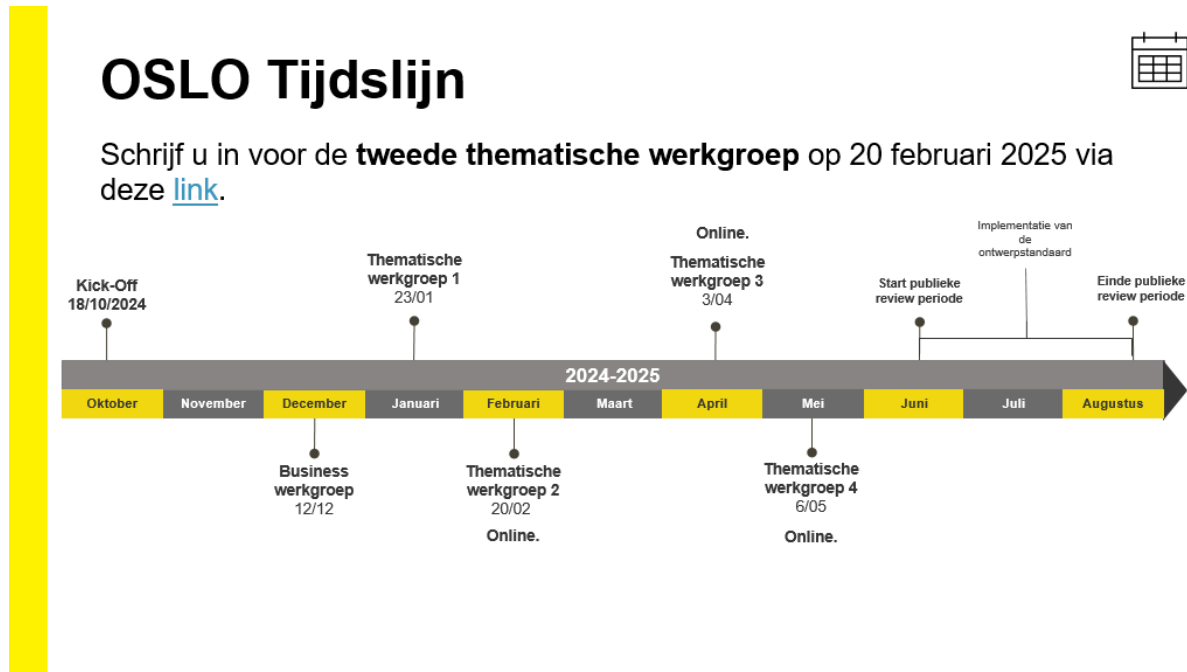 OSLO Tijdslijn
Schrijf u in voor de tweede thematische werkgroep op 20 februari 2025 via
deze link.
Kick-Off
18/10/2024
Thematische
werkgroep 1
23/01
Online.
Thematische
werkgroep 3
3/04
Start publieke
review periode
Implementatie van
de
ontwerpstandaard
Einde publieke
review periode
2024-2025
Oktober
November
December
Januari
Februari
Maart
April
Mei
Juni
Juli
Augustus
Business
werkgroep
12/12
Thematische
werkgroep 2
20/02
Online.
Thematische
werkgroep 4
6/05
Online.